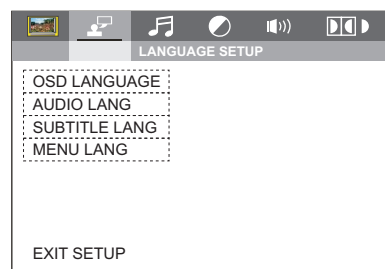 LANGUAGE SETUP
OSD LANGUAGE
AUDIO LANG
SUBTITLE LANG
MENU LANG
EXIT SETUP